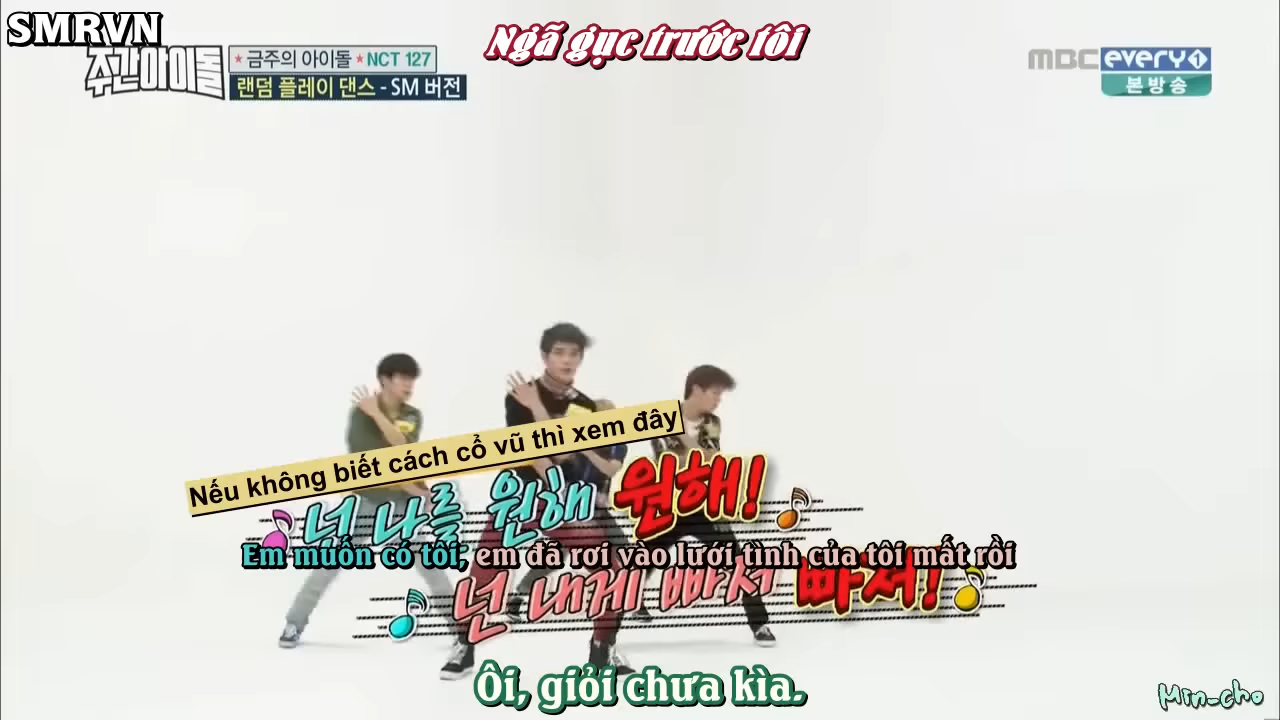 SMRVN
Ngã gục trước tôi
주간아이돌
★금주의 아이돌★NCT 127
랜덤 플레이 댄스 - SM 버전
MBC every1
본방송
Nếu không biết cách cổ vũ thì xem đây
넌 나를 원해 원해!
Em muốn có tôi; em đã rơi vào lưới tình của tôi mất rồi
넌 내게 빠져 빠져!
Ôi, giỏi chưa kìa.
Min-cho